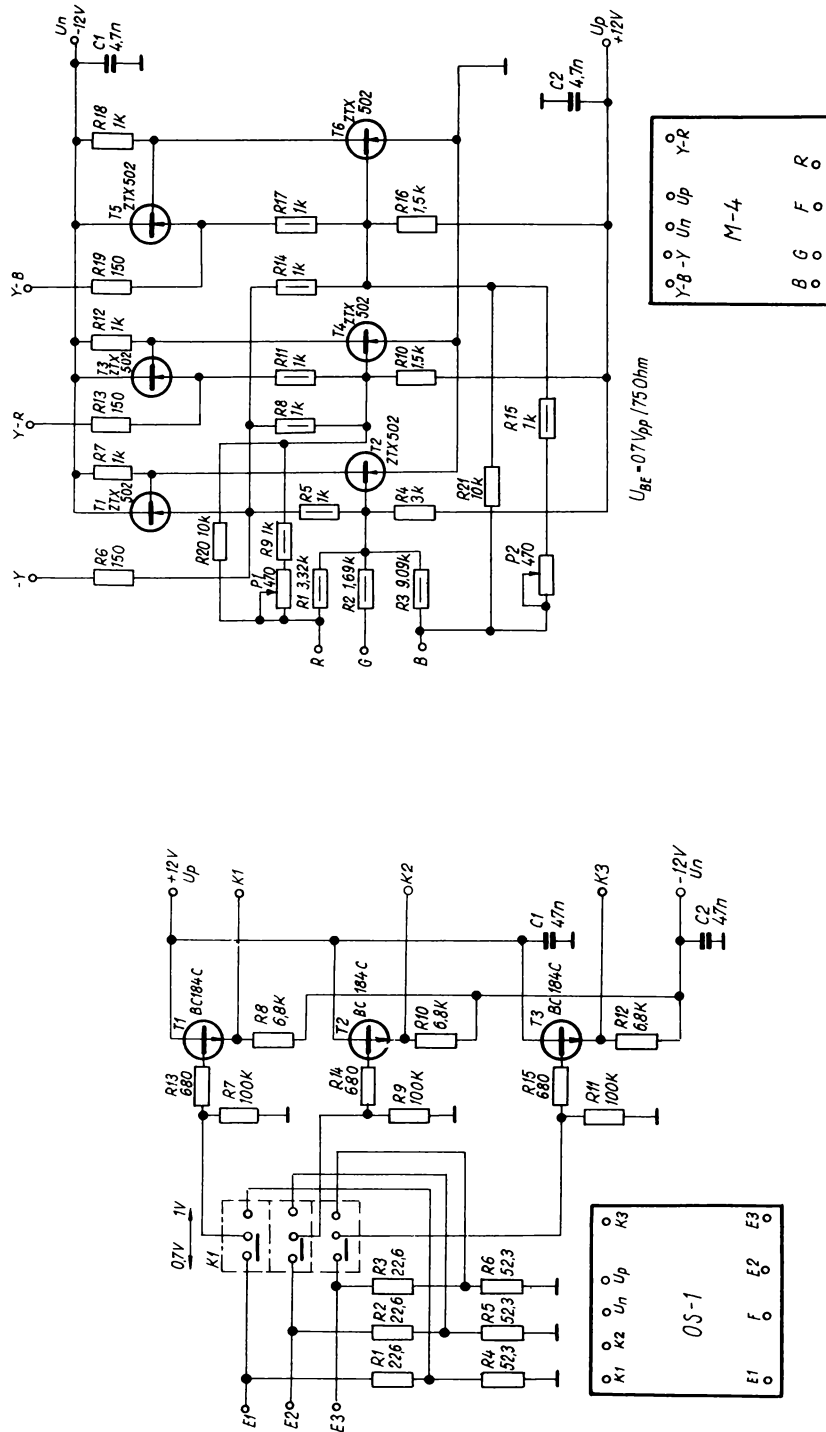 E1
E2
E3
R1
22,6
R2
22,6
R3
22,6
R4
52,3
R5
52,3
R6
52,3
K1
0,7V
1V
R13
680
R7
100K
T1
BC184C
R8
6,8K
R14
680
R9
100K
T2
BC 184C
R10
6,8K
R15
680
R11
100K
T3
BC 184C
R12
6,8K
+12V
Up
K1
K2
C1
47n
K3
-12V
Un
C2
47n
K1 K2 Un Up K3
OS-1
E1 F E2 E3
-Y
Y-R
Y-B
R6
150
T1
ZTX
502
R7
1k
R13
150
T3
ZTX
502
R12
1k
R19
150
T5
ZTX502
R18
1K
Un
-12V
C1
4,7n
R20 10k
P1
470
R9 1k
R1 3,32k
R2 1,69k
R3 9,09k
R
G
B
R5
1k
R8
1k
R11
1k
R14
1k
R17
1k
T2
ZTX502
T4
ZTX
502
T6
ZTX
502
R4
3k
R10
1,5k
R16
1,5k
R21
10k
R15
1k
P2
470
C2
4,7n
Up
+12V
UBE = 0,7 Vpp / 75 Ohm
Y-B -Y Un Up Y-R
M-4
B G F R